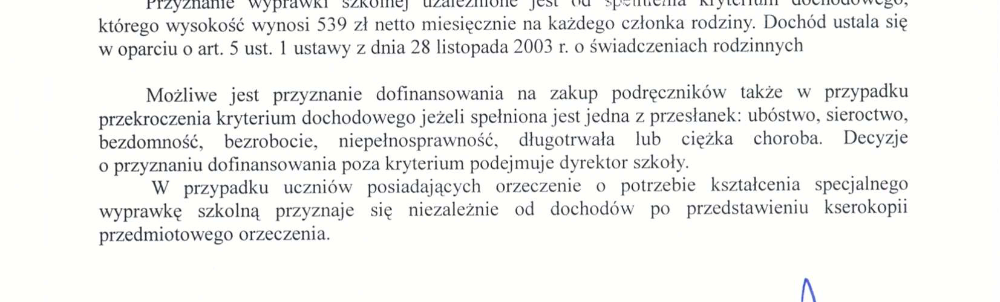 Przyznanie wyprawki szkolnej uzależnione jest od spełnienia kryterium dochodowego,
którego wysokość wynosi 539 zł netto miesięcznie na każdego członka rodziny. Dochód ustala się
w oparciu o art. 5 ust. 1 ustawy z dnia 28 listopada 2003 r. o świadczeniach rodzinnych
Możliwe jest przyznanie dofinansowania na zakup podręczników także w przypadku
przekroczenia kryterium dochodowego jeżeli spełniona jest jedna z przesłanek: ubóstwo, sieroctwo,
bezdomność, bezrobocie, niepełnosprawność, długotrwała lub ciężka choroba. Decyzje
o przyznaniu dofinansowania poza kryterium podejmuje dyrektor szkoły.
W przypadku uczniów posiadających orzeczenie o potrzebie kształcenia specjalnego
wyprawkę szkolną przyznaje się niezależnie od dochodów po przedstawieniu kserokopii
przedmiotowego orzeczenia.